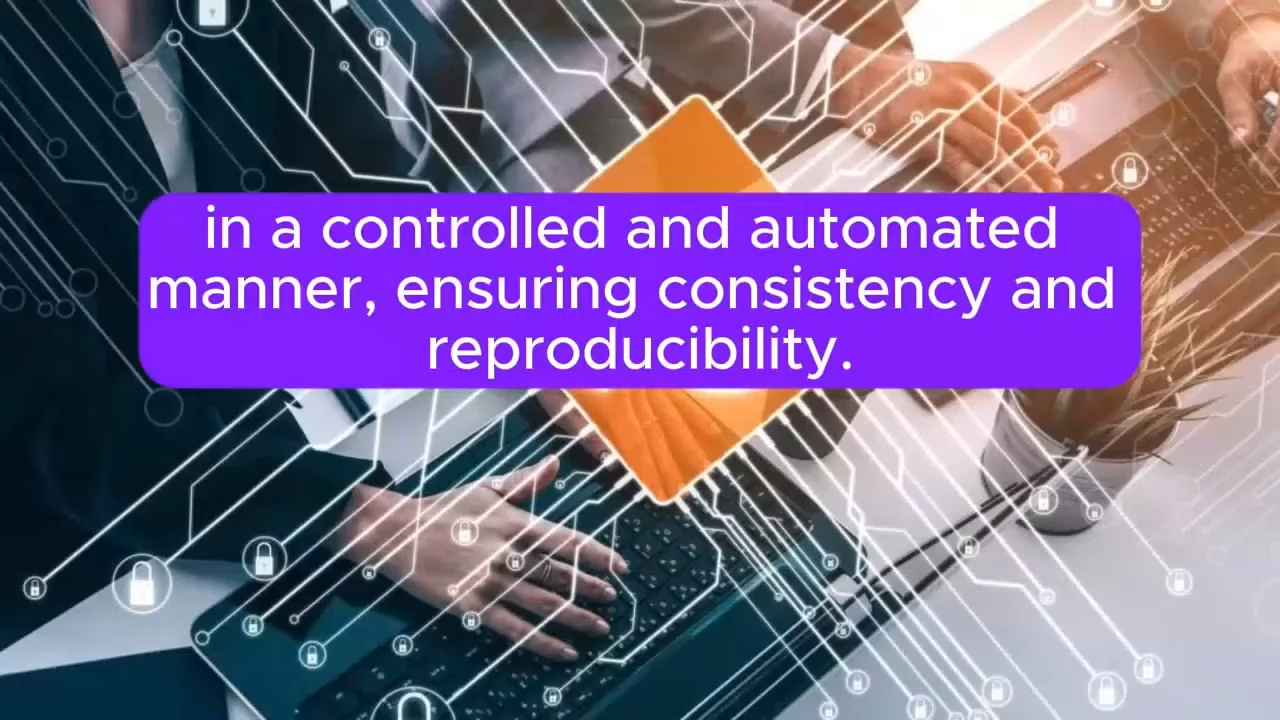 in a controlled and automated
manner, ensuring consistency and
reproducibility.